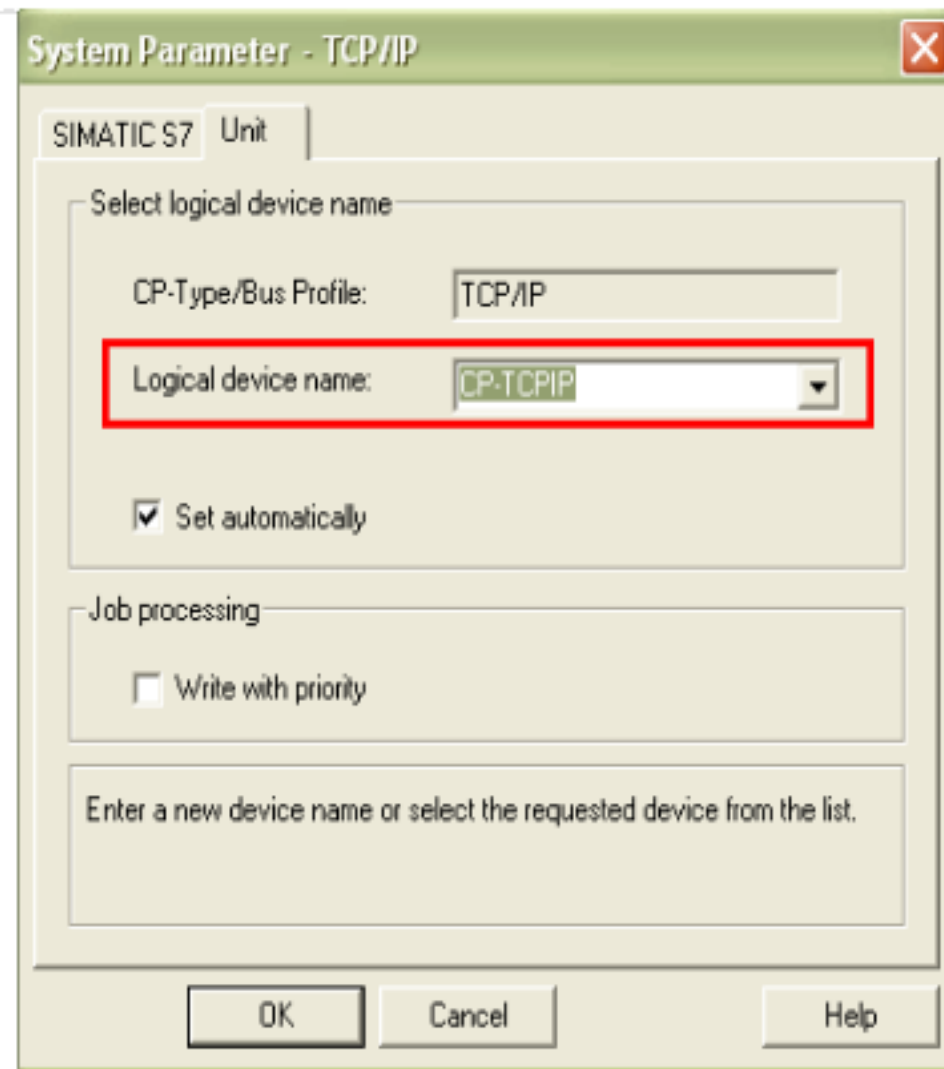 System Parameter - TCP/IP
SIMATIC S7 Unit
Select logical device name
CP-Type/Bus Profile: TCP/IP
Logical device name: CP-TCPIP
Set automatically
Job processing
Write with priority
Enter a new device name or select the requested device from the list.
OK Cancel Help